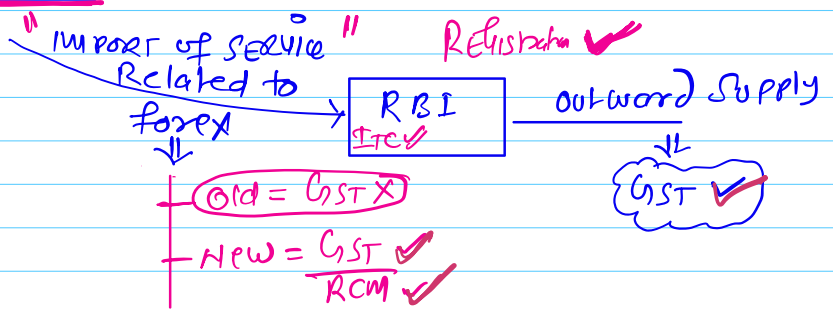 "IMPORT of SERVICE" Registration ✓
Related to
forex
RBI
ITC✓
outword Supply
GST ✓
Old = GST X
New = GST ✓
RCM ✓